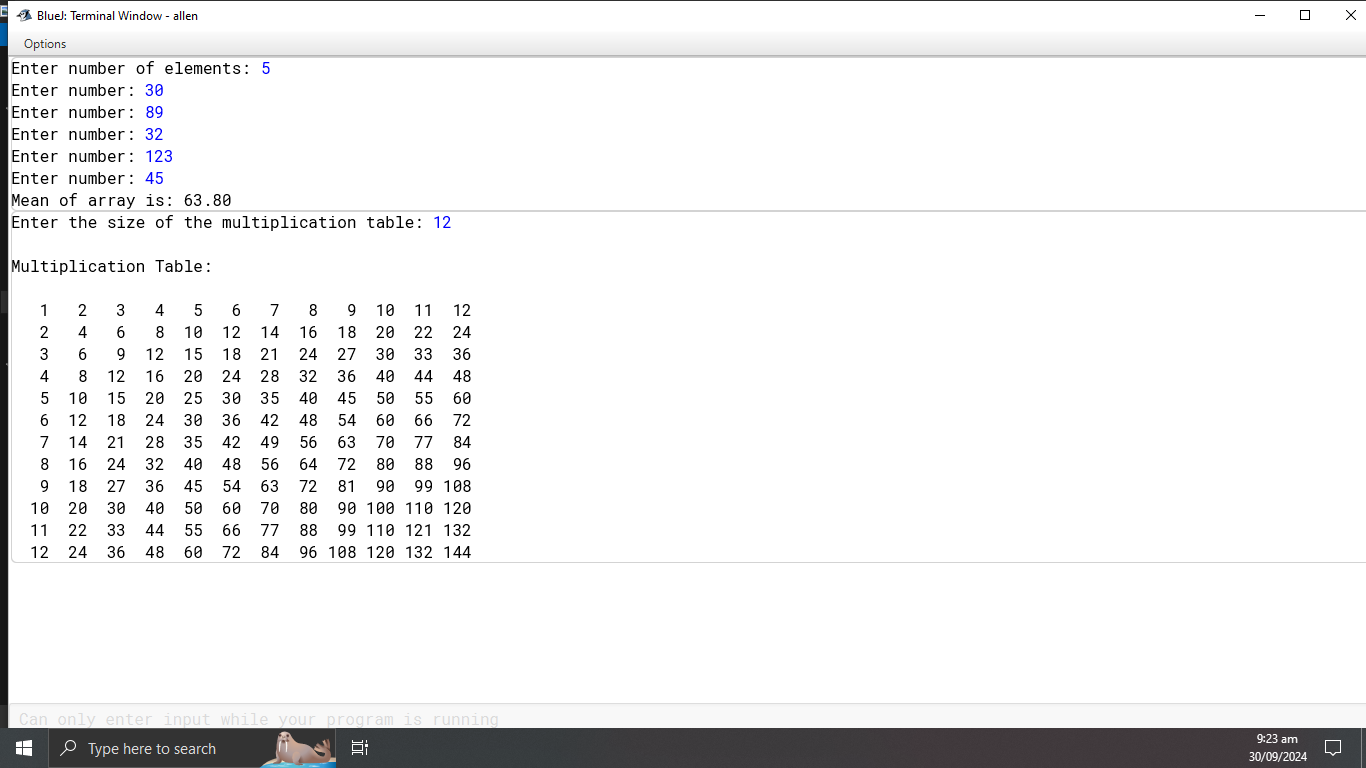 BlueJ: Terminal Window - allen
Options
Enter number of elements: 5
Enter number: 30
Enter number: 89
Enter number: 32
Enter number: 123
Enter number: 45
Mean of array is: 63.80
Enter the size of the multiplication table: 12
Multiplication Table:
1 2 3 4 5 6 7 8 9 10 11 12
2 4 6 8 10 12 14 16 18 20 22 24
3 6 9 12 15 18 21 24 27 30 33 36
4 8 12 16 20 24 28 32 36 40 44 48
5 10 15 20 25 30 35 40 45 50 55 60
6 12 18 24 30 36 42 48 54 60 66 72
7 14 21 28 35 42 49 56 63 70 77 84
8 16 24 32 40 48 56 64 72 80 88 96
9 18 27 36 45 54 63 72 81 90 99 108
10 20 30 40 50 60 70 80 90 100 110 120
11 22 33 44 55 66 77 88 99 110 121 132
12 24 36 48 60 72 84 96 108 120 132 144
Can only enter input while your program is running
Type here to search
9:23 am
30/09/2024